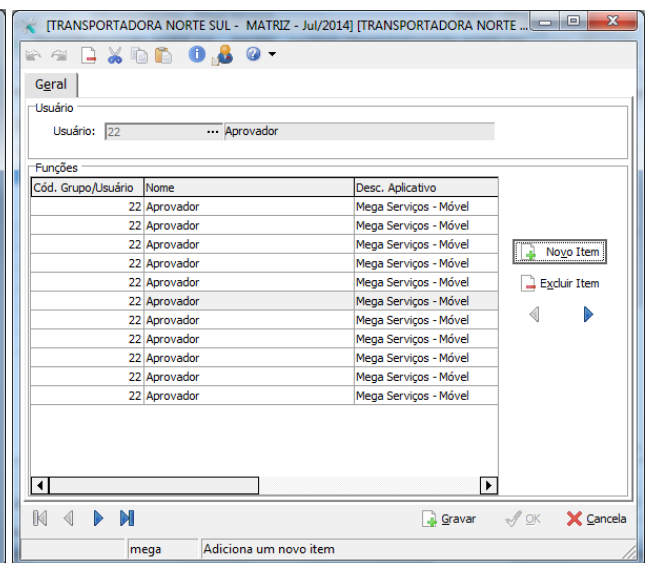 [TRANSPORTADORA NORTE SUL - MATRIZ - Jul/2014] [TRANSPORTADORA NORTE ...
Geral
Usuário
Usuário: 22 ... Aprovador
Funções
Cód. Grupo/Usuário Nome Desc. Aplicativo
22 Aprovador Mega Serviços - Móvel
22 Aprovador Mega Serviços - Móvel
22 Aprovador Mega Serviços - Móvel
22 Aprovador Mega Serviços - Móvel
22 Aprovador Mega Serviços - Móvel
22 Aprovador Mega Serviços - Móvel
22 Aprovador Mega Serviços - Móvel
22 Aprovador Mega Serviços - Móvel
22 Aprovador Mega Serviços - Móvel
22 Aprovador Mega Serviços - Móvel
22 Aprovador Mega Serviços - Móvel
Novo Item
Excluir Item
Gravar OK Cancela
mega Adiciona um novo item